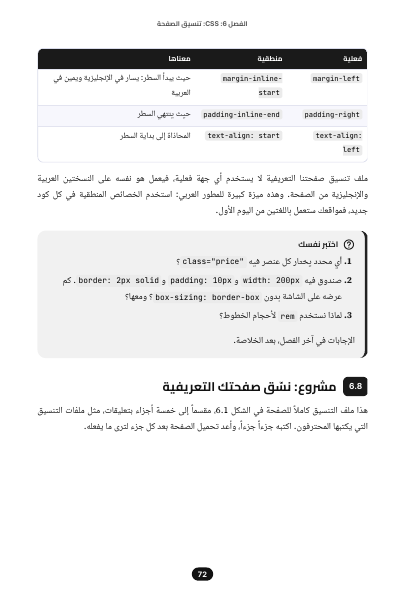 الفصل 6: CSS: تنسيق الصفحة
فعلية منطقية معناها
margin-left margin-inline-start حيث يبدأ السطر: يسار في الإنجليزية ويمين في العربية
padding-right padding-inline-end حيث ينتهي السطر
text-align: left text-align: start المحاذاة إلى بداية السطر
ملف تنسيق صفحتنا التعريفية لا يستخدم أي جهة فعلية، فيعمل هو نفسه على النسختين العربية
والإنجليزية من الصفحة. وهذه ميزة كبيرة للمطور العربي: استخدم الخصائص المنطقية في كل كود
جديد، فمواقعك ستعمل باللغتين من اليوم الأول.
اختبر نفسك
1. أي محدد يختار كل عنصر فيه class="price" ؟
2. صندوق فيه width: 200px و padding: 10px و border: 2px solid . كم
عرضه على الشاشة بدون box-sizing: border-box ؟ ومعها؟
3. لماذا نستخدم rem لأحجام الخطوط؟
الإجابات في آخر الفصل، بعد الخلاصة.
6.8 مشروع: نسّق صفحتك التعريفية
هذا ملف التنسيق كاملاً للصفحة في الشكل 6.1، مقسماً إلى خمسة أجزاء بتعليقات، مثل ملفات التنسيق
التي يكتبها المحترفون. اكتبه جزءاً جزءاً، وأعد تحميل الصفحة بعد كل جزء لترى ما يفعله.
72